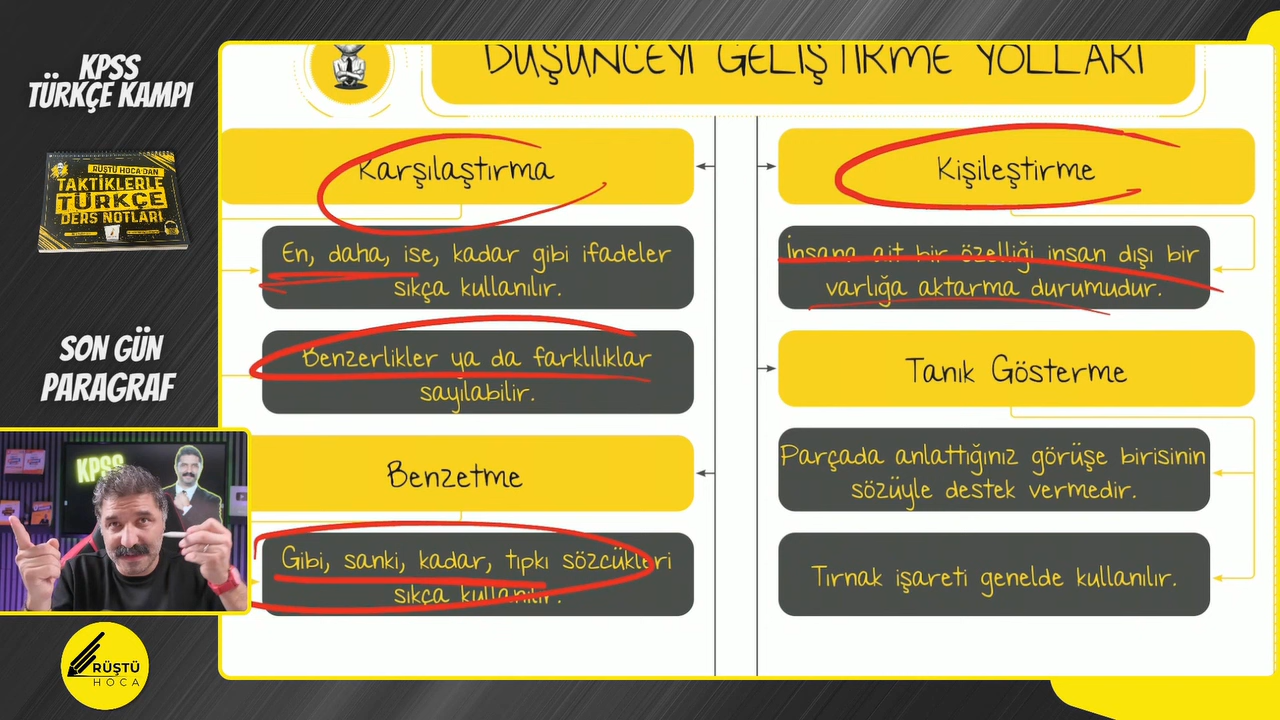 KPSS
TÜRKÇE KAMPI
RÜŞTÜ HOCA'DAN
TAKTİKLERLE
TÜRKÇE
DERS NOTLARI
SON GÜN
PARAGRAF
KPSS
RÜŞTÜ
HOCA
DÜŞÜNCEYİ GELİŞTİRME YOLLARI
Karşılaştırma
En, daha, ise, kadar gibi ifadeler
sıkça kullanılır.
Benzerlikler ya da farklılıklar
sayılabilir.
Benzetme
Gibi, sanki, kadar, tıpkı sözcükleri
sıkça kullanılır.
Kişileştirme
İnsana ait bir özelliği insan dışı bir
varlığa aktarma durumudur.
Tanık Gösterme
Parçada anlattığınız görüşe birisinin
sözüyle destek vermedir.
Tırnak işareti genelde kullanılır.